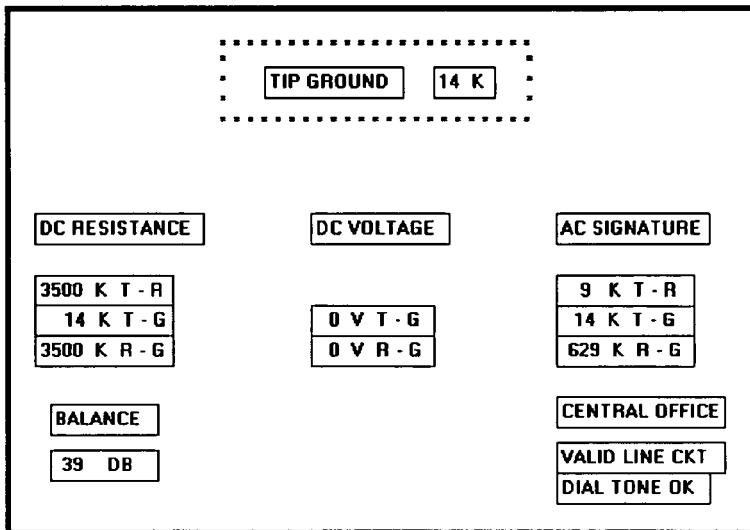 TIP GROUND 14 K
DC RESISTANCE DC VOLTAGE AC SIGNATURE
3500 K T-R 9 K T-R
14 K T-G 0 V T-G 14 K T-G
3500 K R-G 0 V R-G 629 K R-G
BALANCE CENTRAL OFFICE
39 DB VALID LINE CKT
DIAL TONE OK